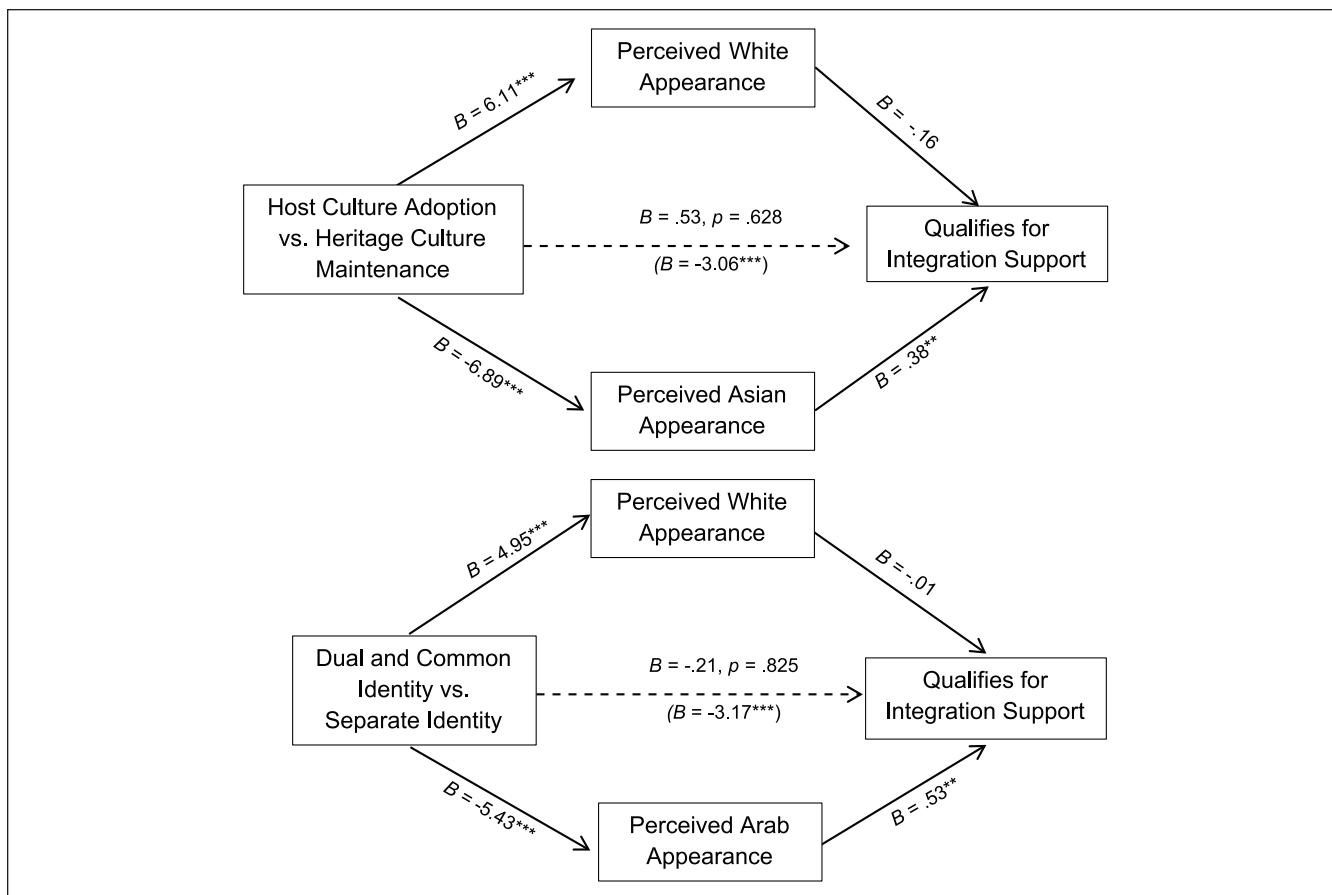 Perceived White
Appearance
B = 6.11***
B = -.16
Host Culture Adoption
vs. Heritage Culture
Maintenance
B = .53, p = .628
(B = -3.06***)
Qualifies for
Integration Support
B = -6.89***
B = .38**
Perceived Asian
Appearance
Perceived White
Appearance
B = 4.95***
B = -.01
Dual and Common
Identity vs.
Separate Identity
B = -.21, p = .825
(B = -3.17***)
Qualifies for
Integration Support
B = -5.43***
B = .53**
Perceived Arab
Appearance